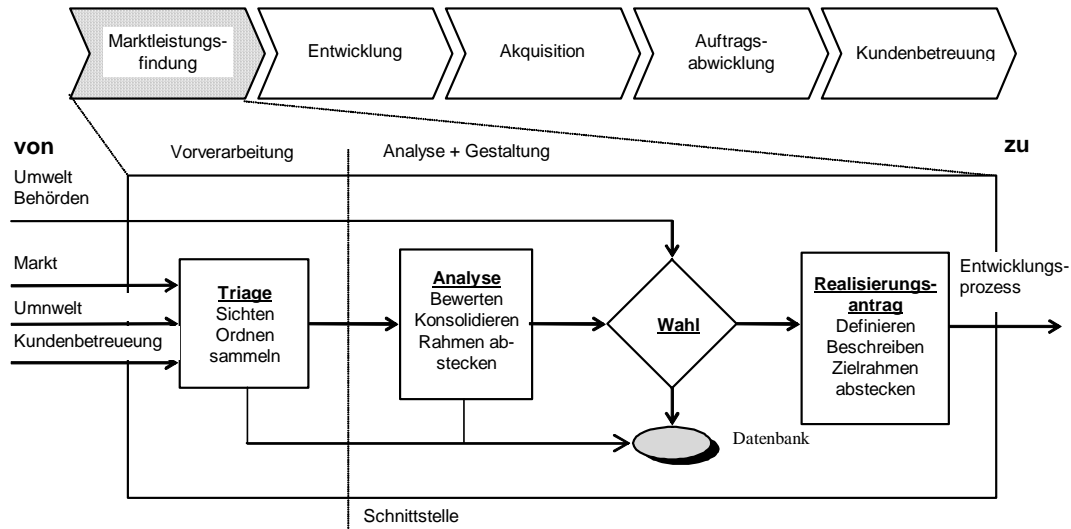 Marktleistungs-
findung
Entwicklung
Akquisition
Auftrags-
abwicklung
Kundenbetreuung
von
zu
Vorverarbeitung
Analyse + Gestaltung
Umwelt
Behörden
Markt
Umnwelt
Kundenbetreueung
Triage
Sichten
Ordnen
sammeln
Analyse
Bewerten
Konsolidieren
Rahmen ab-
stecken
Wahl
Realisierungs-
antrag
Definieren
Beschreiben
Zielrahmen
abstecken
Entwicklungs-
prozess
Datenbank
Schnittstelle